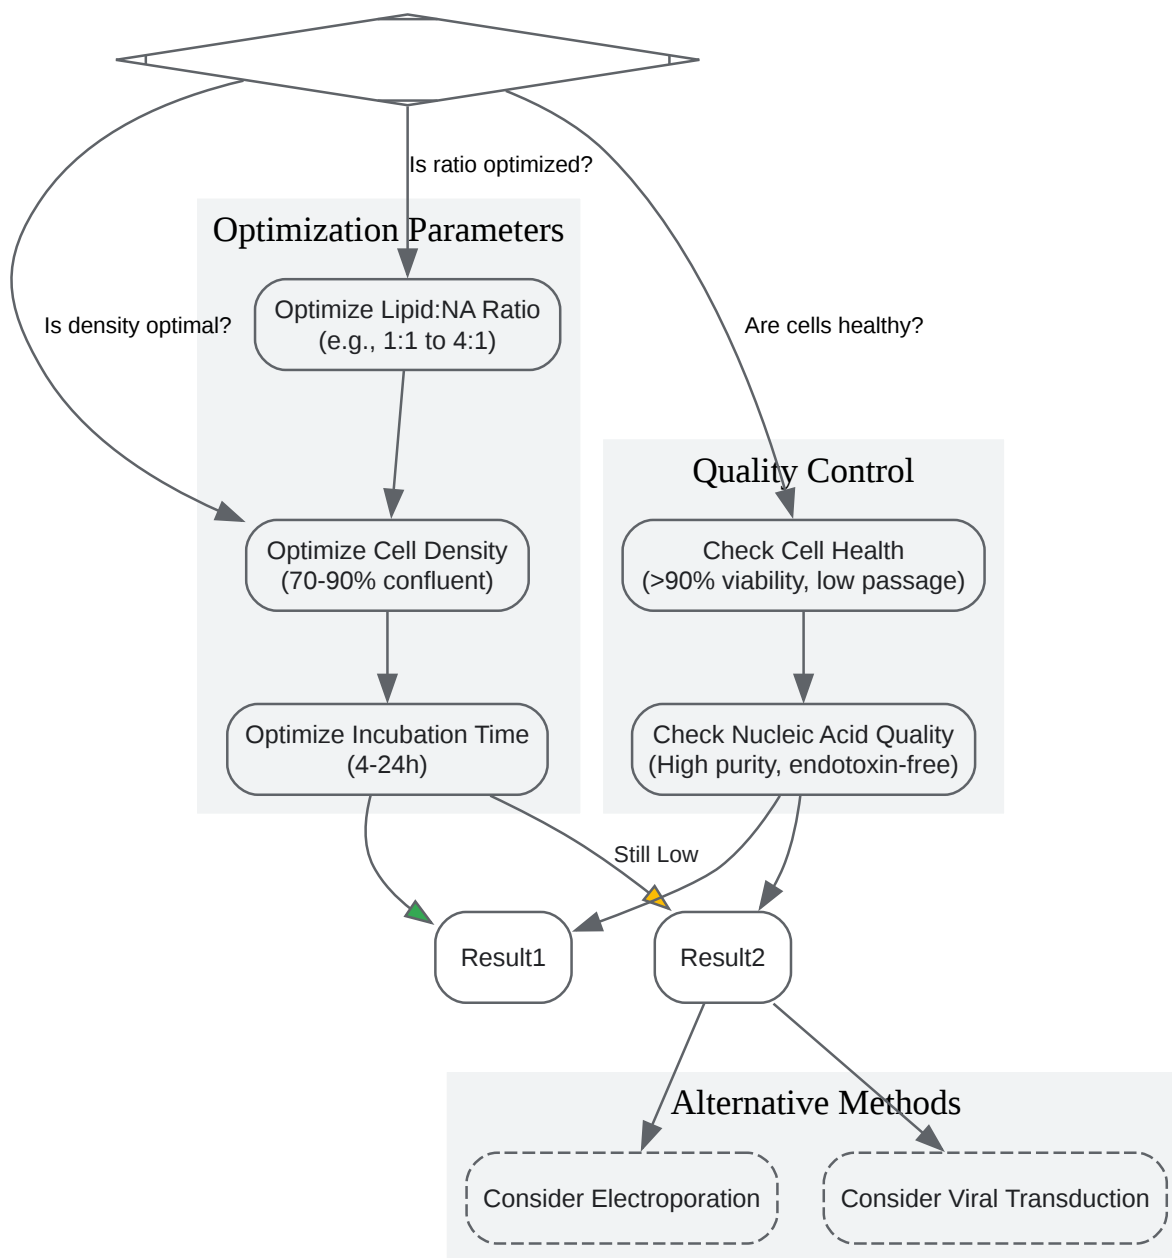 Is ratio optimized?
Optimization Parameters
Optimize Lipid:NA Ratio
(e.g., 1:1 to 4:1)
Is density optimal?
Are cells healthy?
Quality Control
Optimize Cell Density
(70-90% confluent)
Check Cell Health
(>90% viability, low passage)
Optimize Incubation Time
(4-24h)
Check Nucleic Acid Quality
(High purity, endotoxin-free)
Still Low
Result1
Result2
Alternative Methods
Consider Electroporation
Consider Viral Transduction